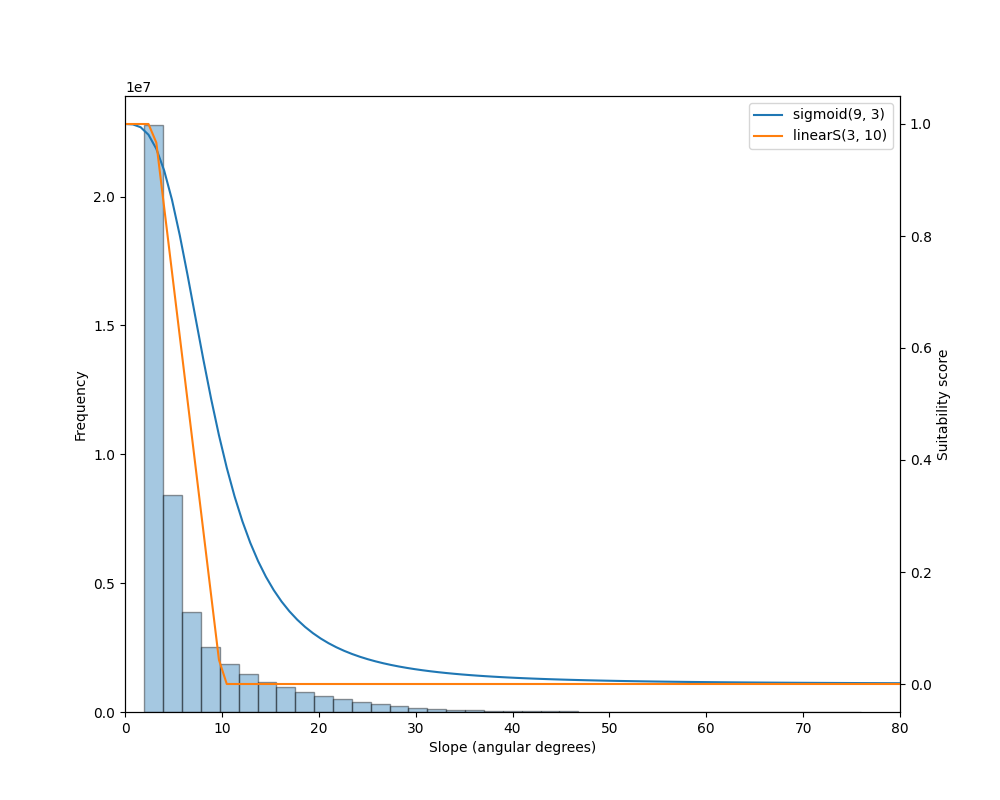 1e7
sigmoid(9, 3)
linearS(3, 10)
1.0
2.0
0.8
1.5
0.6
Frequency
Suitability score
1.0
0.4
0.5
0.2
0.0
0.0
0 10 20 30 40 50 60 70 80
Slope (angular degrees)